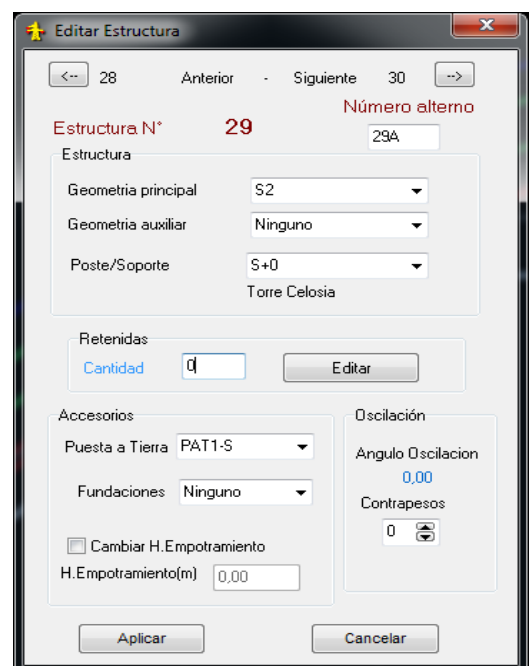 Editar Estructura
<-- 28 Anterior - Siguiente 30 -->
Número alterno
Estructura N° 29
29A
Estructura
Geometria principal S2
Geometria auxiliar Ninguno
Poste/Soporte S+0
Torre Celosia
Retenidas
Cantidad 0 Editar
Accesorios
Puesta a Tierra PAT1-S
Fundaciones Ninguno
Cambiar H.Empotramiento
H.Empotramiento(m) 0,00
Oscilación
Angulo Oscilacion
0,00
Contrapesos
0
Aplicar Cancelar